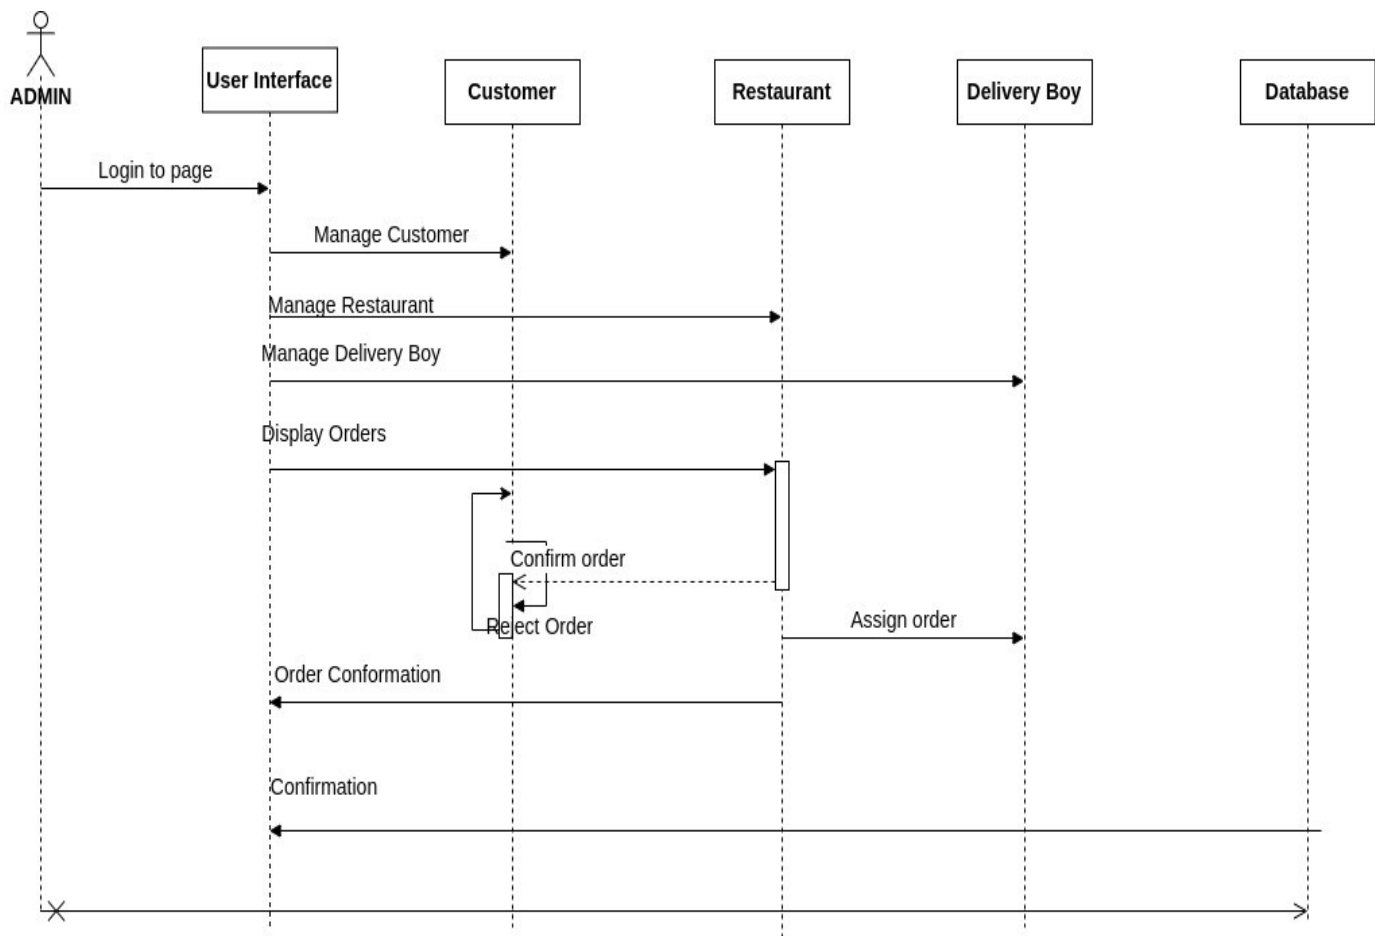 ADMIN
User Interface
Customer
Restaurant
Delivery Boy
Database
Login to page
Manage Customer
Manage Restaurant
Manage Delivery Boy
Display Orders
Confirm order
Reject Order
Assign order
Order Conformation
Confirmation